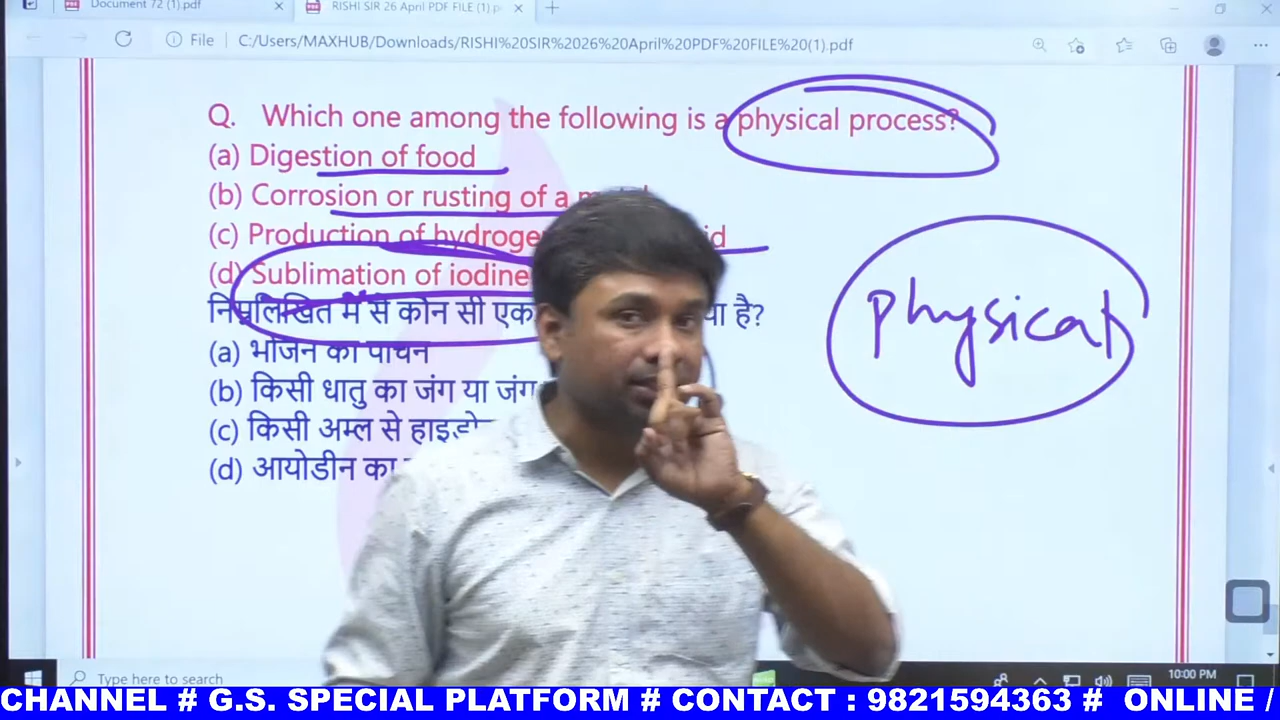 Document 72 (1).pdf
RISHI SIR 26 April PDF FILE (1).p
File
C:/Users/MAXHUB/Downloads/RISHI%20SIR%2026%20April%20PDF%20FILE%20(1).pdf
Q. Which one among the following is a physical process?
(a) Digestion of food
(b) Corrosion or rusting of a
(c) Production of hydroge
(d) Sublimation of iodine
physical
निम्नलिखित में से कौन सी एक है?
(a) भोजन का पाचन
(b) किसी धातु का जंग या जंग
(c) किसी अम्ल से हाइड्रो
(d) आयोडीन का
Type here to search
10:00 PM
CHANNEL # G.S. SPECIAL PLATFORM # CONTACT : 9821594363 # ONLINE /